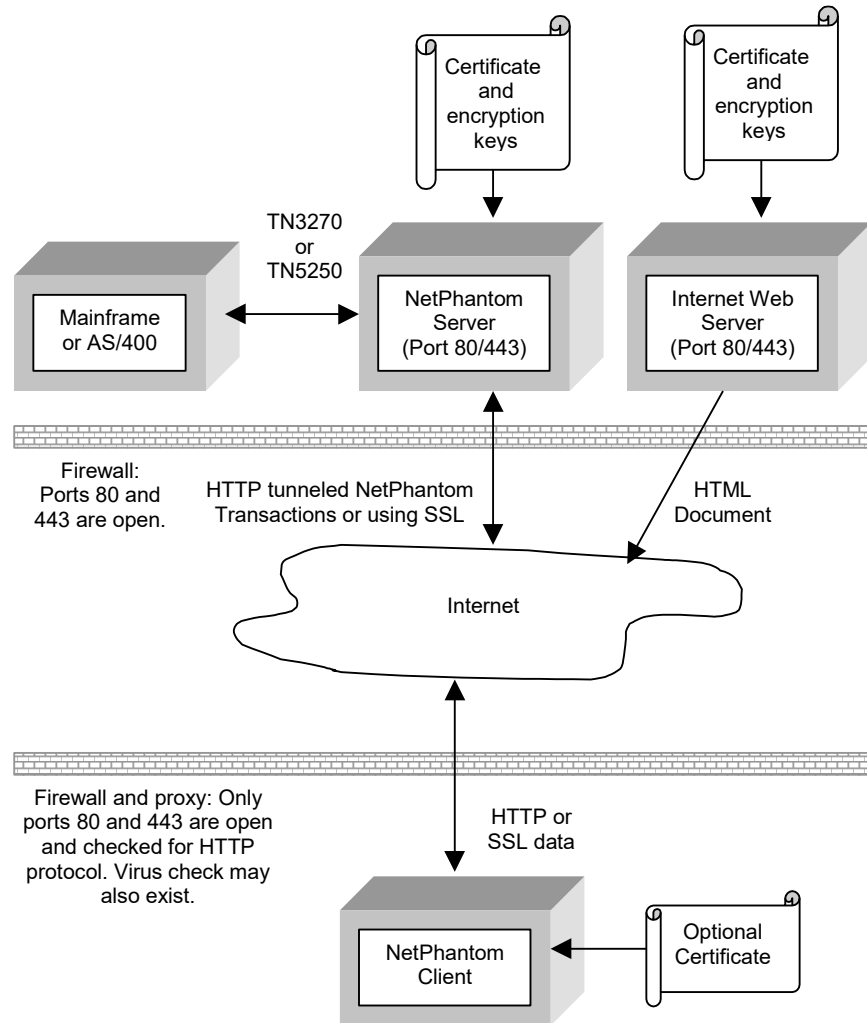 Certificate
and
encryption
keys
Certificate
and
encryption
keys
TN3270
or
TN5250
Mainframe
or AS/400
NetPhantom
Server
(Port 80/443)
Internet Web
Server
(Port 80/443)
Firewall:
Ports 80 and
443 are open.
HTTP tunneled NetPhantom
Transactions or using SSL
HTML
Document
Internet
Firewall and proxy: Only
ports 80 and 443 are open
and checked for HTTP
protocol. Virus check may
also exist.
HTTP or
SSL data
NetPhantom
Client
Optional
Certificate